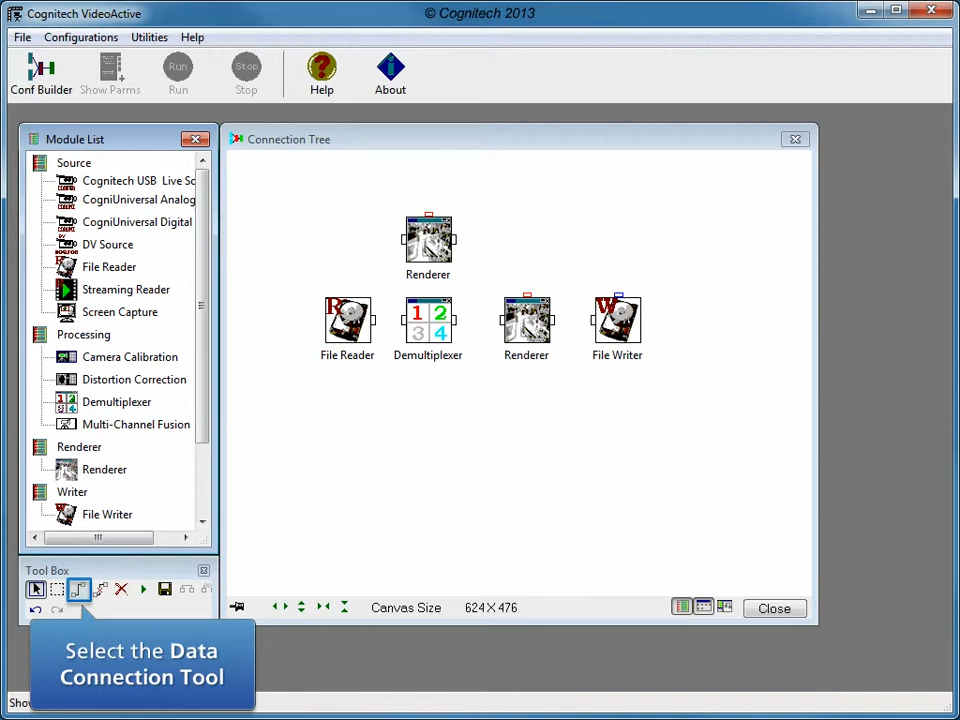 Cognitech VideoActive
© Cognitech 2013
File Configurations Utilities Help
Run Stop
Conf Builder Show Parms Run Stop Help About
Module List
Connection Tree
Source
Cognitech USB Live Sc
CogniUniversal Analog
CogniUniversal Digital
DV Source
File Reader
Streaming Reader
Screen Capture
Processing
Camera Calibration
Distortion Correction
Demultiplexer
Multi-Channel Fusion
Renderer
Renderer
Writer
File Writer
Renderer
R
1 2
3 4
W
File Reader Demultiplexer Renderer File Writer
Tool Box
Canvas Size 624 X 476
Close
Select the Data
Connection Tool
Sho